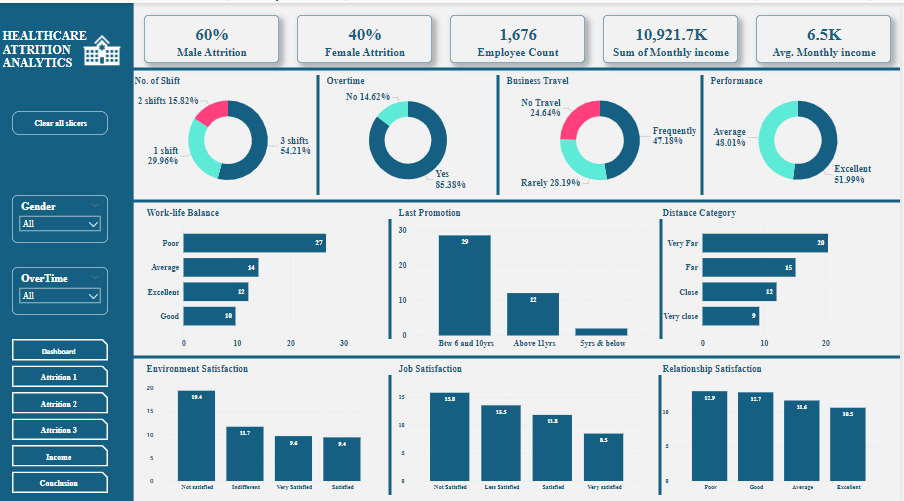 HEALTHCARE
ATTRITION
ANALYTICS
Clear all slicers
Gender
All
OverTime
All
Dashboard
Attrition 1
Attrition 2
Attrition 3
Income
Conclusion
60%
Male Attrition
40%
Female Attrition
1,676
Employee Count
10,921.7K
Sum of Monthly income
6.5K
Avg. Monthly income
No. of Shift
2 shifts 15.82%
1 shift
29.96%
3 shifts
54.21%
Overtime
No 14.62%
Yes
85.38%
Business Travel
No Travel
24.64%
Frequently
47.18%
Rarely 28.19%
Performance
Average
48.01%
Excellent
51.99%
Work-life Balance
Poor 27
Average 14
Excellent 12
Good 10
0 10 20 30
Last Promotion
30
20
10
0
29
12
Btw 6 and 10yrs Above 11yrs 5yrs & below
Distance Category
Very Far 20
Far 15
Close 12
Very close 9
0 10 20
Environment Satisfaction
20
15
10
5
0
19.4
11.7
9.6
9.4
Not satisfied Indifferent Very Satisfied Satisfied
Job Satisfaction
15
10
5
0
15.8
13.5
11.8
8.5
Not Satisfied Less Satisfied Satisfied Very satisfied
Relationship Satisfaction
10
5
0
12.9
12.7
11.6
10.5
Poor Good Average Excellent